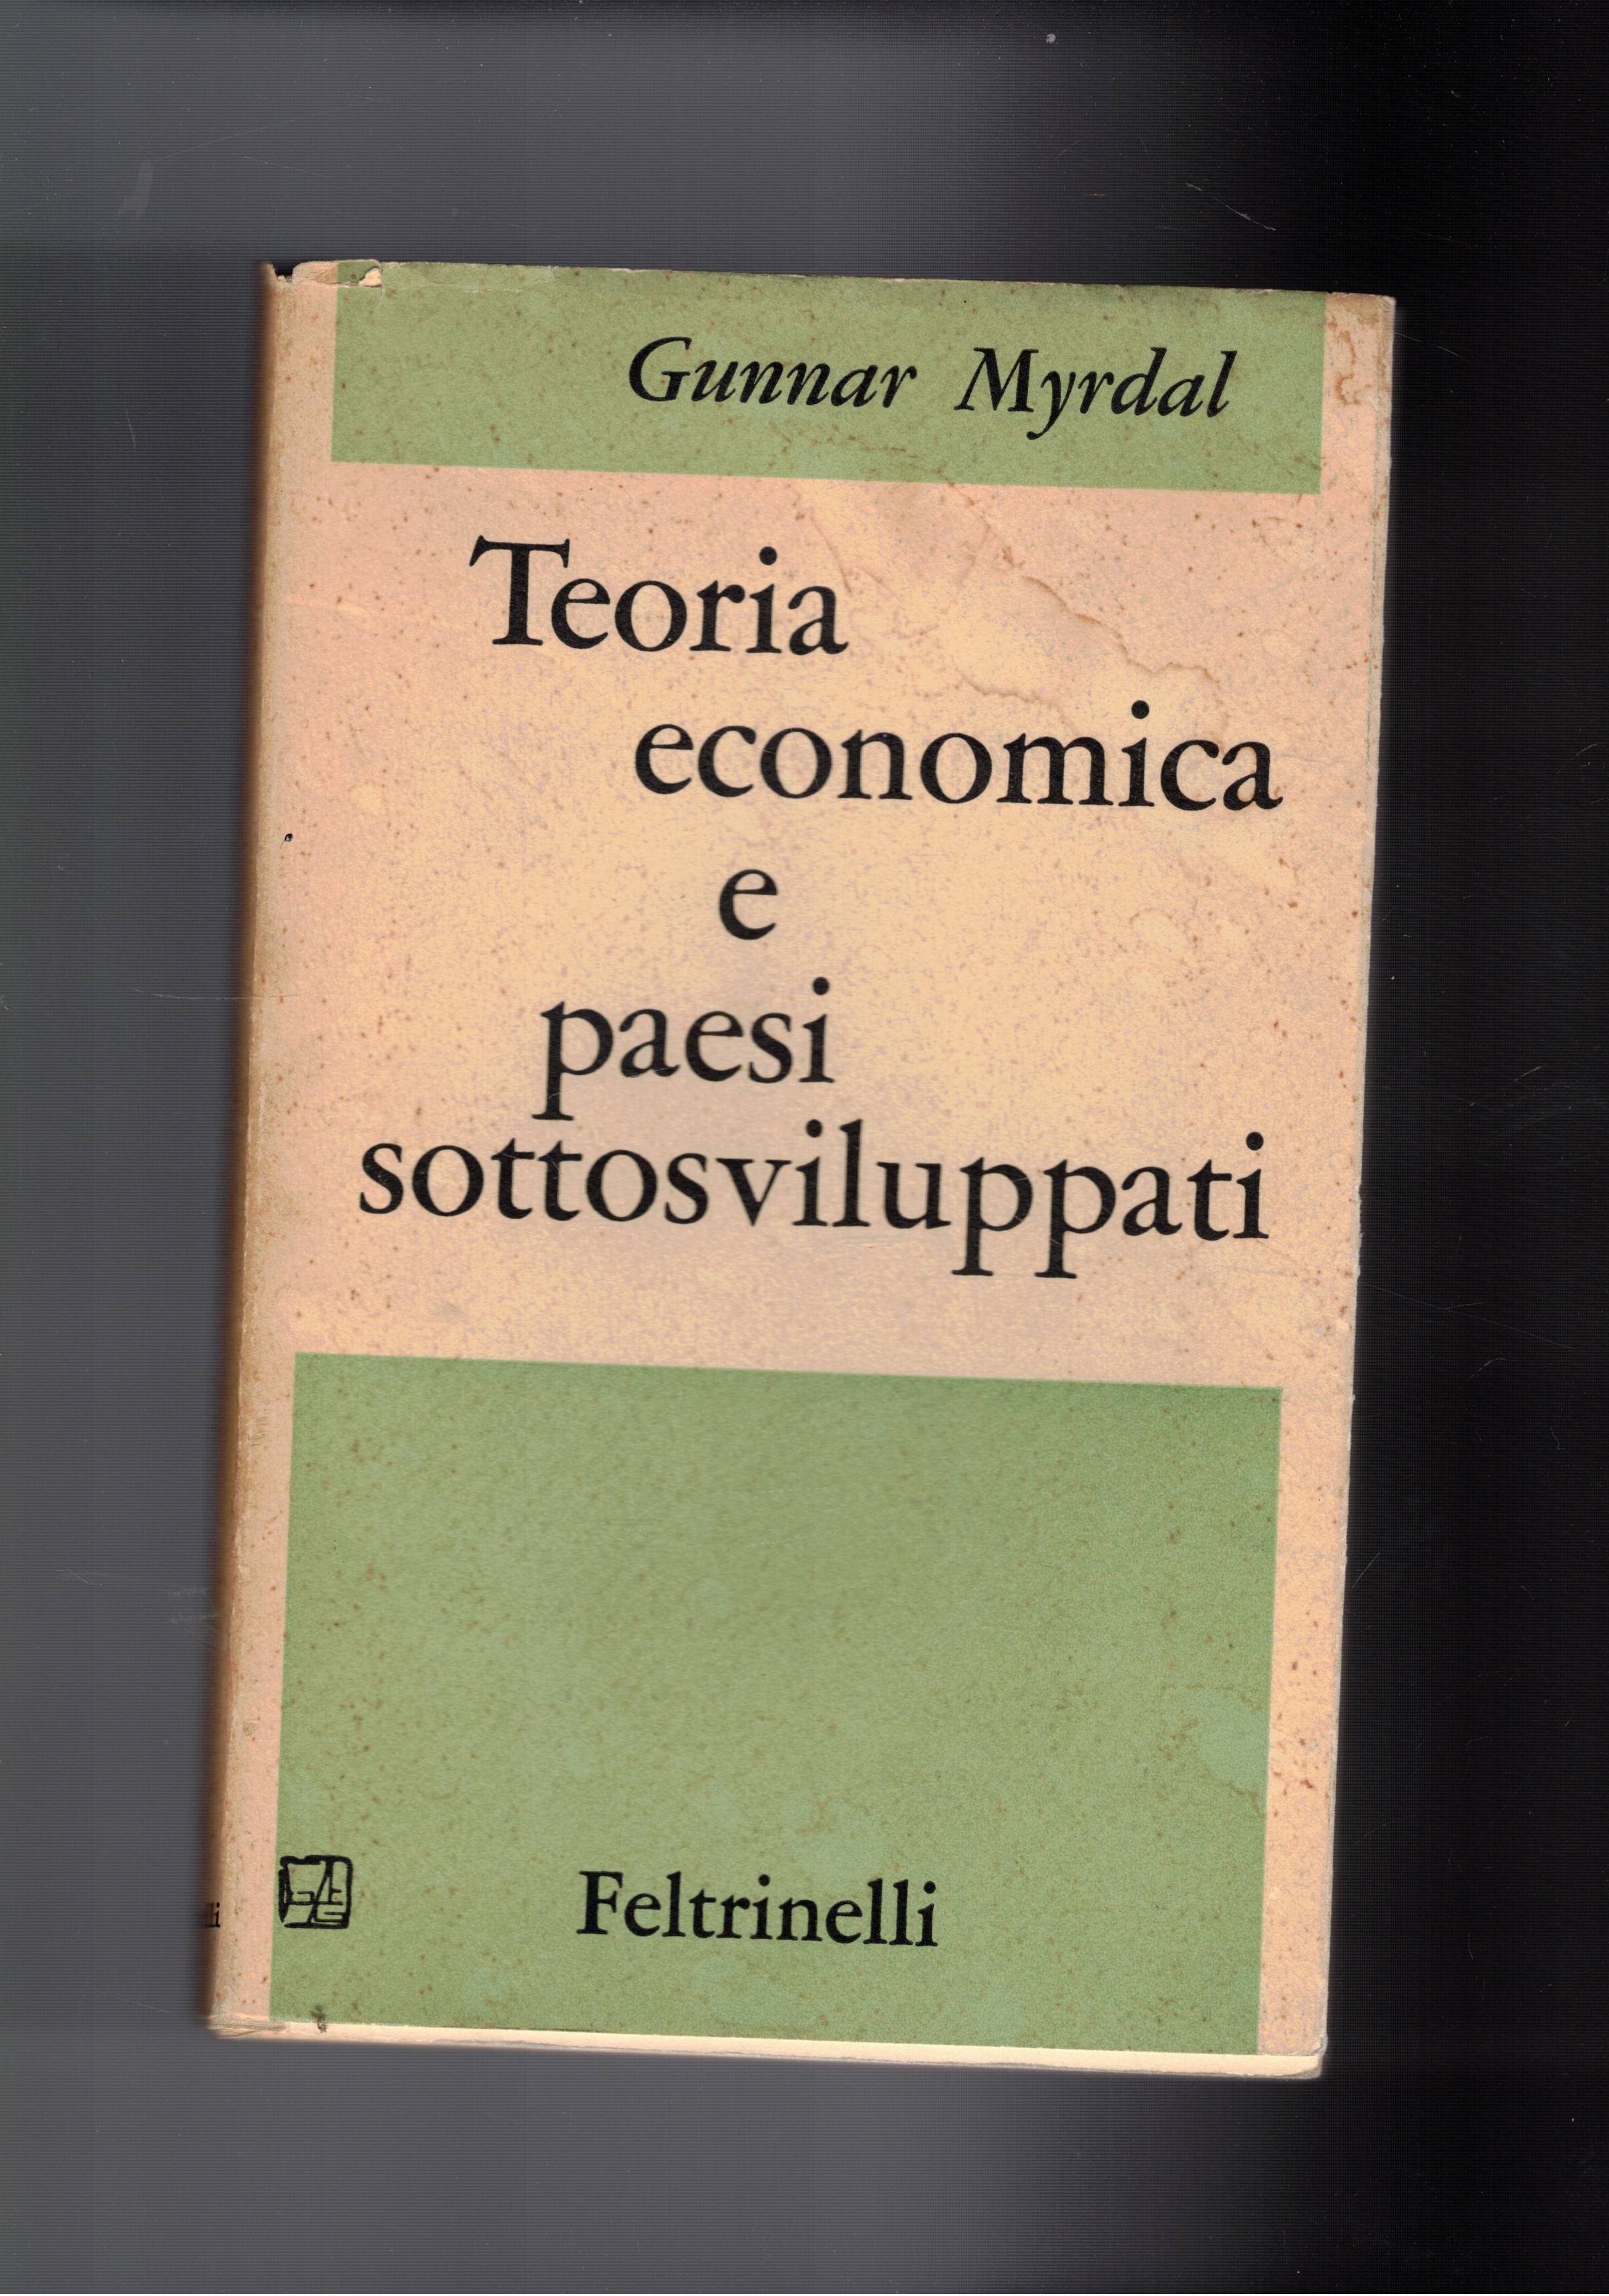 Gunnar Myrdal
Teoria
economica
e
paesi
sottosviluppati
Feltrinelli